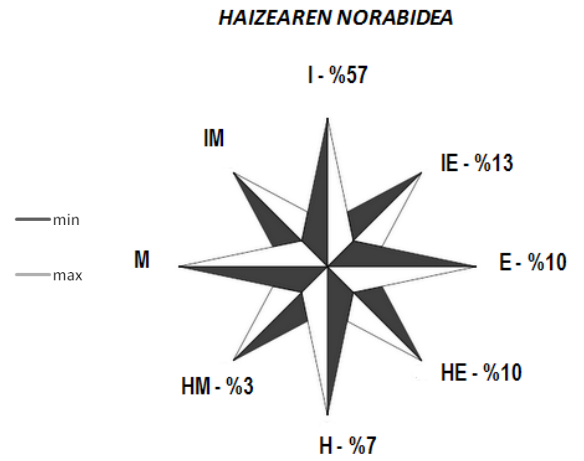 HAIZEAREN NORABIDEA
I - %57
IM
IE - %13
min
M
E - %10
max
HM - %3
HE - %10
H - %7